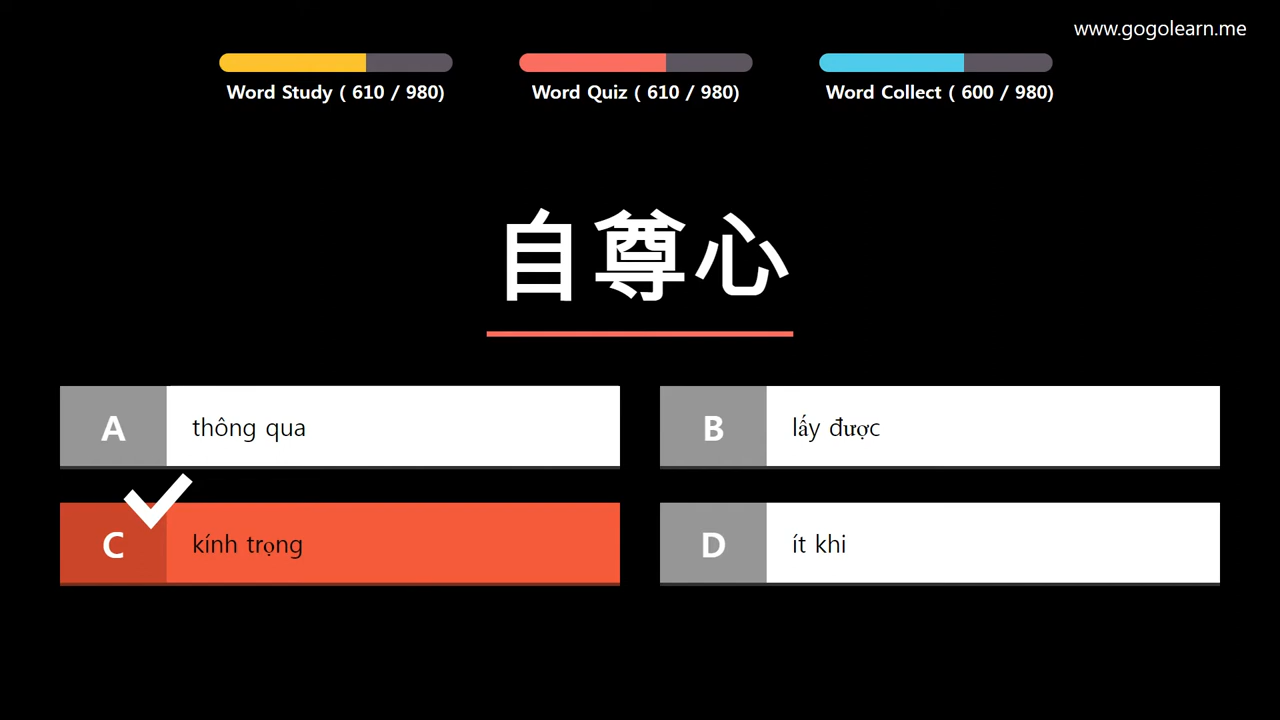 www.gogolearn.me
Word Study ( 610 / 980)
Word Quiz ( 610 / 980)
Word Collect ( 600 / 980)
自尊心
A thông qua
B lấy được
C kính trọng
D ít khi